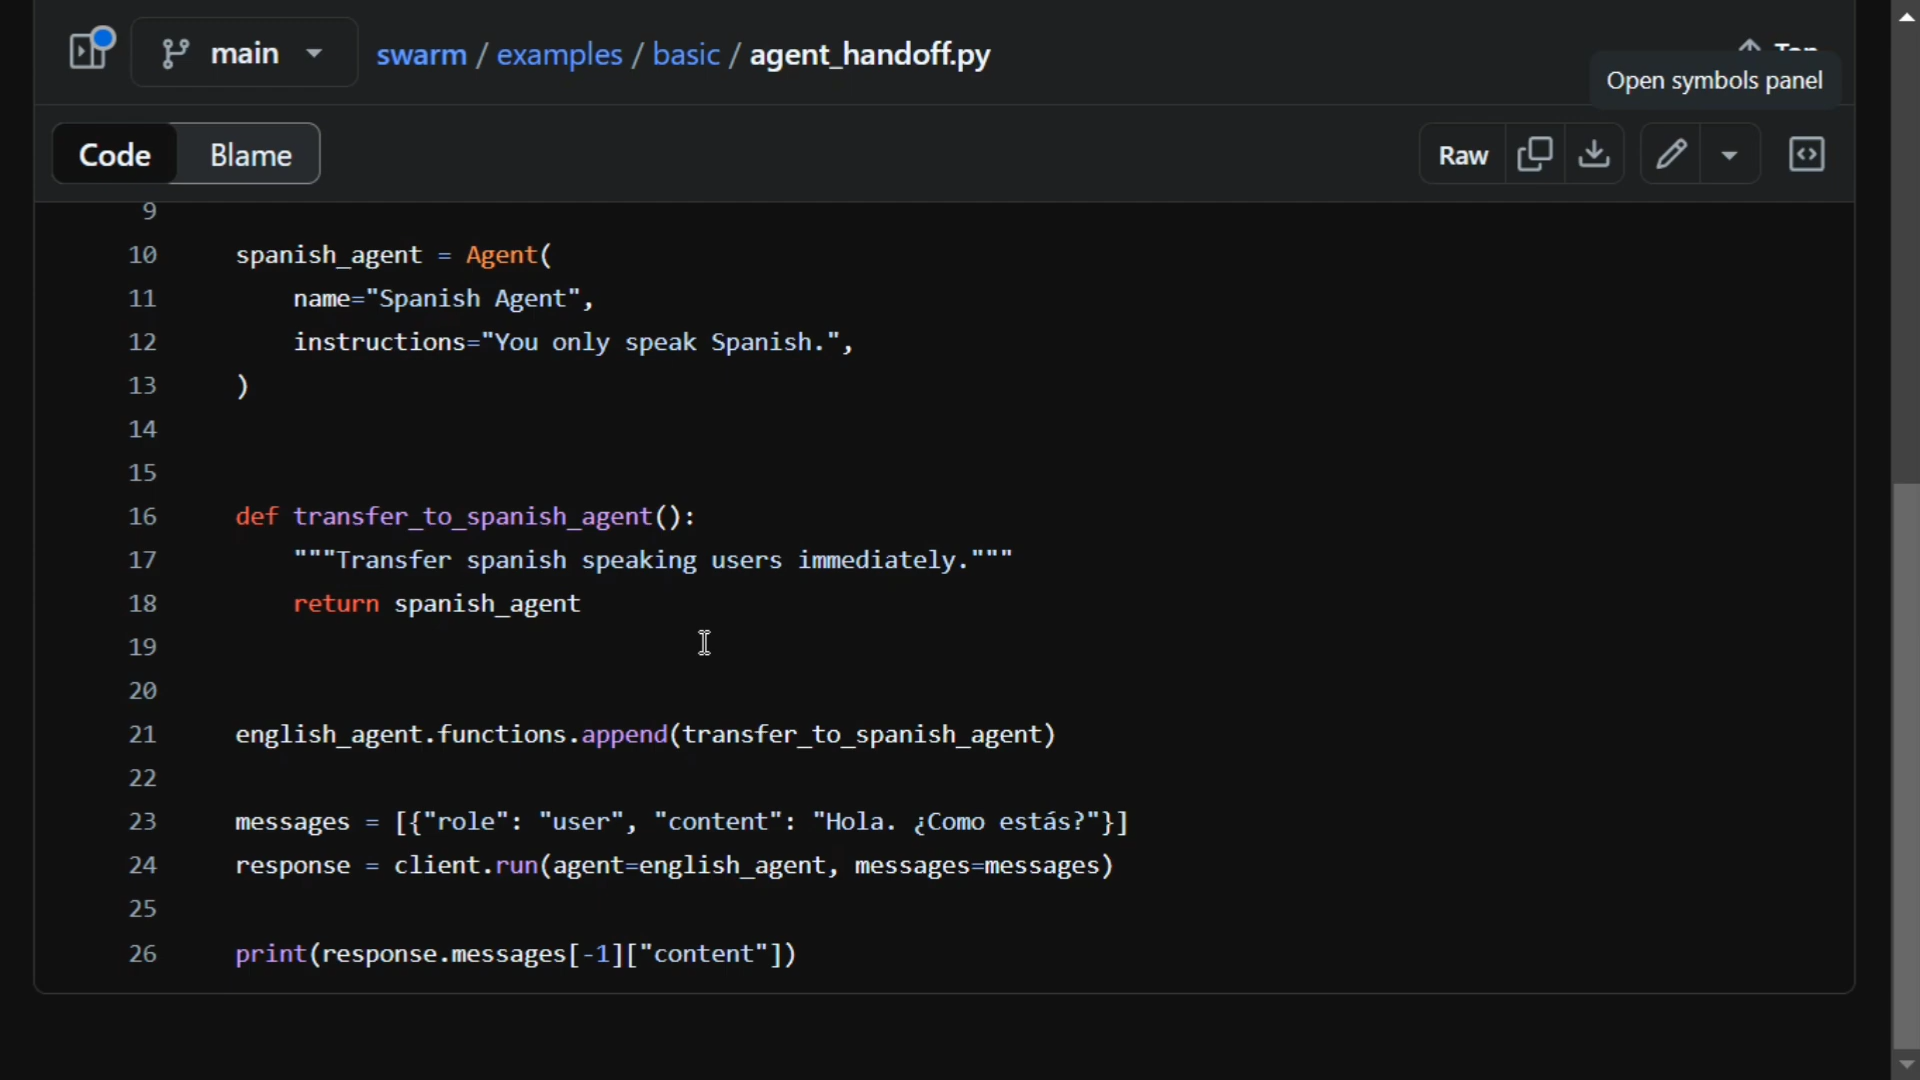 main
swarm / examples / basic / agent_handoff.py
Open symbols panel
Code
Blame
Raw
9
10 spanish_agent = Agent(
11 name="Spanish Agent",
12 instructions="You only speak Spanish.",
13 )
14
15
16 def transfer_to_spanish_agent():
17 """Transfer spanish speaking users immediately."""
18 return spanish_agent
19
20
21 english_agent.functions.append(transfer_to_spanish_agent)
22
23 messages = [{"role": "user", "content": "Hola. ¿Como estás?"}]
24 response = client.run(agent=english_agent, messages=messages)
25
26 print(response.messages[-1]["content"])